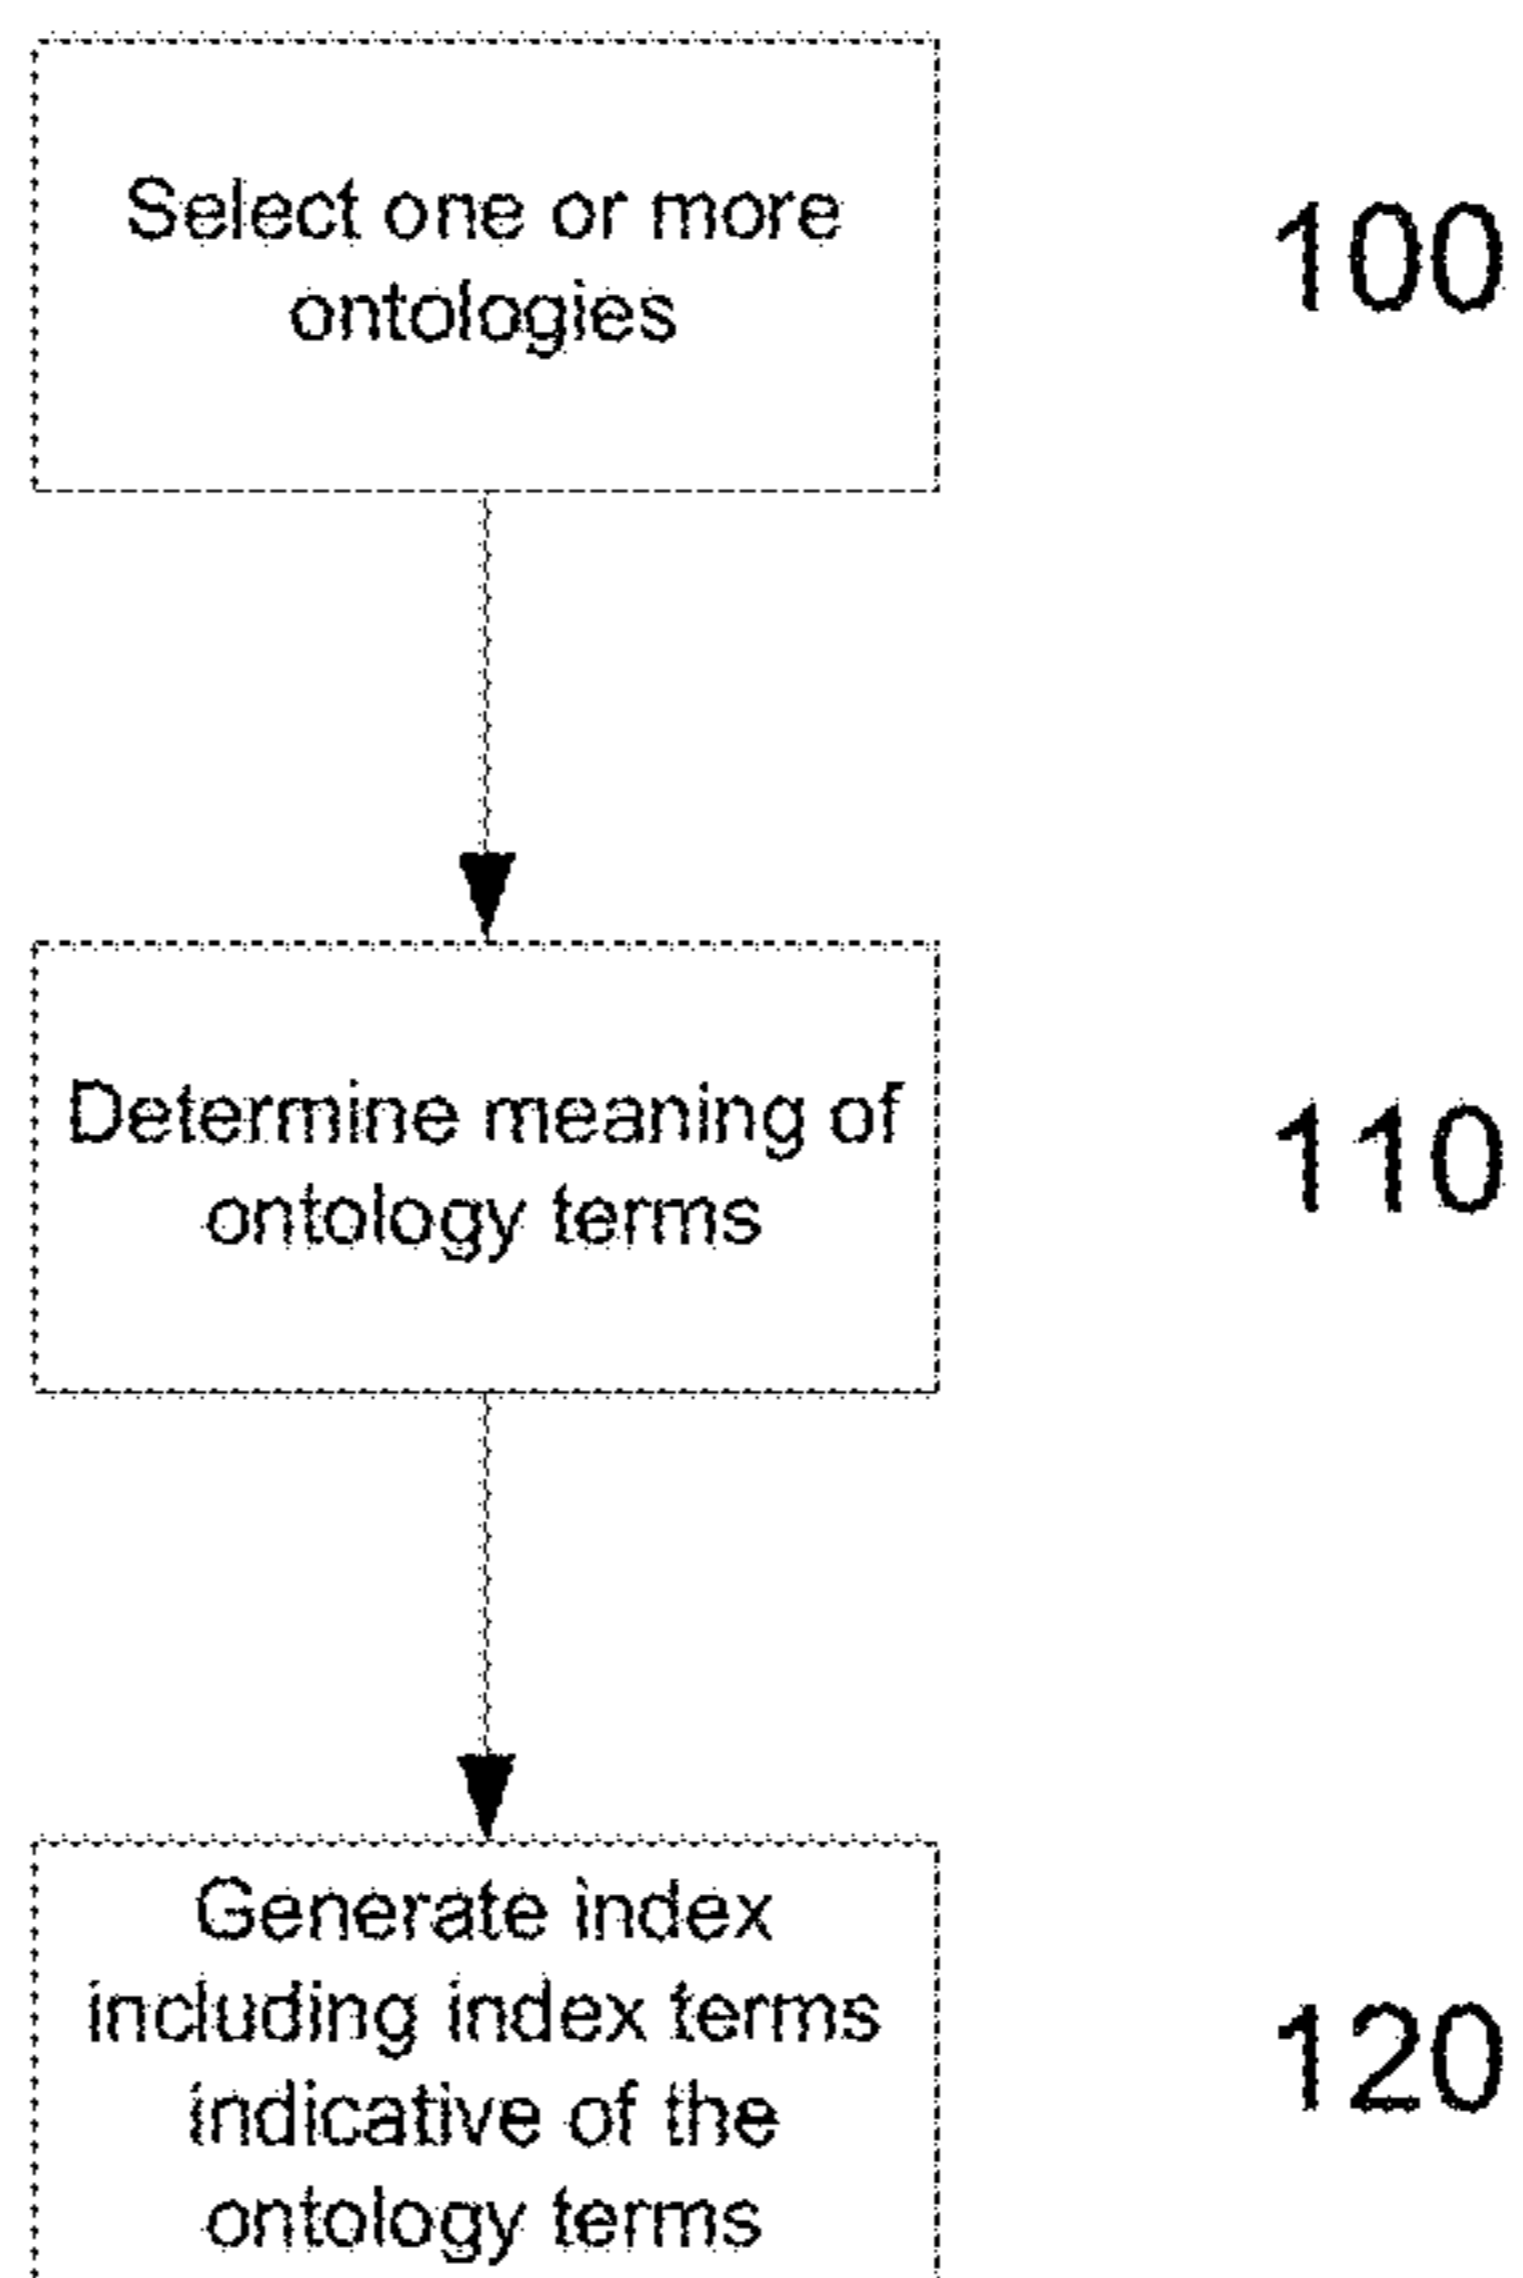 Select one or more
ontologies
100
Determine meaning of
ontology terms
110
Generate index
including index terms
indicative of the
ontology terms
120